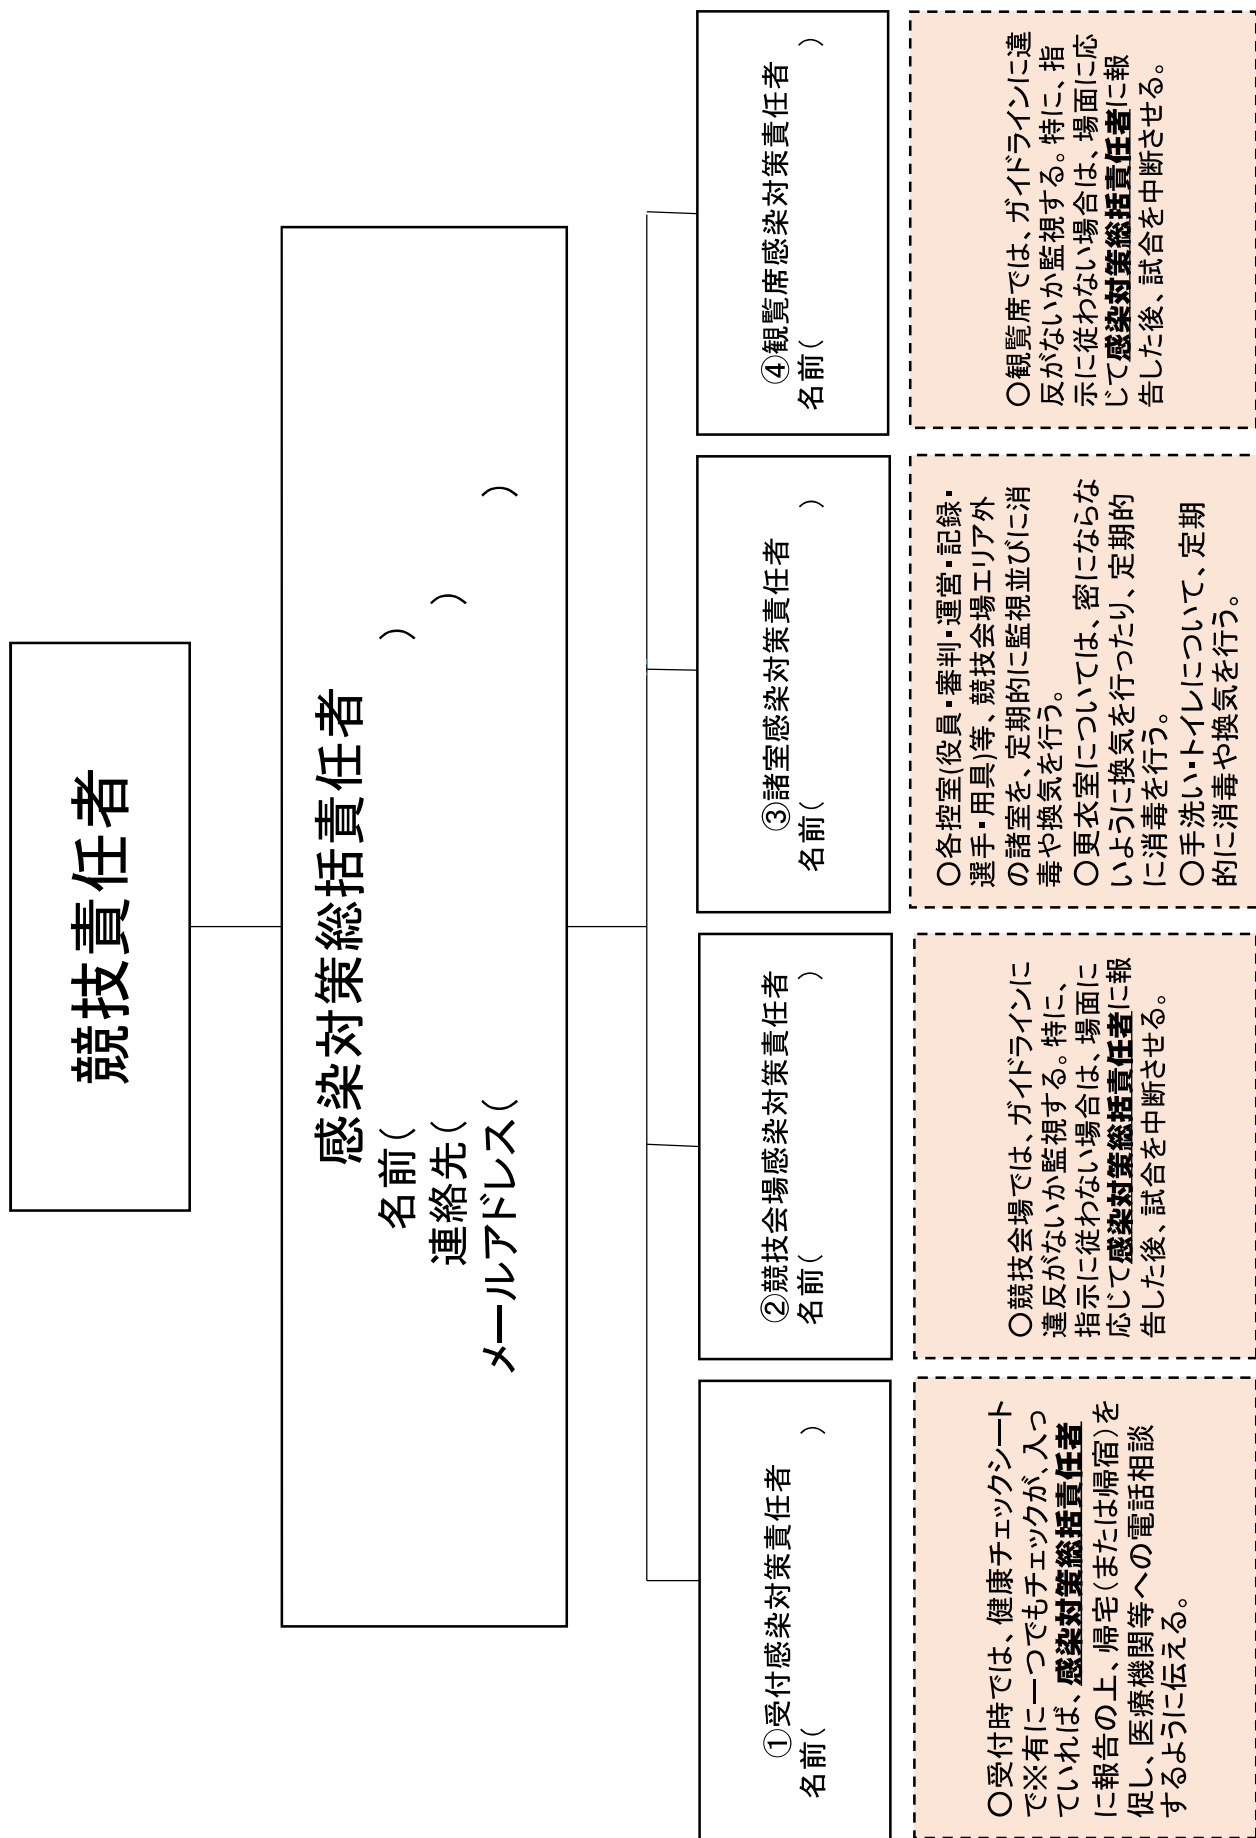 競技責任者
感染対策総括責任者
名前(　　　　　　　　　)
連絡先(　　　　　　　　　)
メールアドレス(　　　　　　　　　)
①受付感染対策責任者
名前(　　　　　　　　　)
②競技会場感染対策責任者
名前(　　　　　　　　　)
③諸室感染対策責任者
名前(　　　　　　　　　)
④観覧席感染対策責任者
名前(　　　　　　　　　)
○受付時では、健康チェックシート
で※有に一つでもチェックが、入っ
ていれば、感染対策総括責任者
に報告の上、帰宅(または帰宿)を
促し、医療機関等への電話相談
するように伝える。
○競技会場では、ガイドラインに
違反がないか監視する。特に、
指示に従わない場合は、場面に
応じて感染対策総括責任者に報
告した後、試合を中断させる。
○各控室(役員・審判・運営・記録・
選手・用具)等、競技会場エリア外
の諸室を、定期的に監視並びに消
毒や換気を行う。
○更衣室については、密にならな
いように換気を行ったり、定期的
に消毒を行う。
○手洗い・トイレについて、定期
的に消毒や換気を行う。
○観覧席では、ガイドラインに違
反がないか監視する。特に、指
示に従わない場合は、場面に応
じて感染対策総括責任者に報
告した後、試合を中断させる。